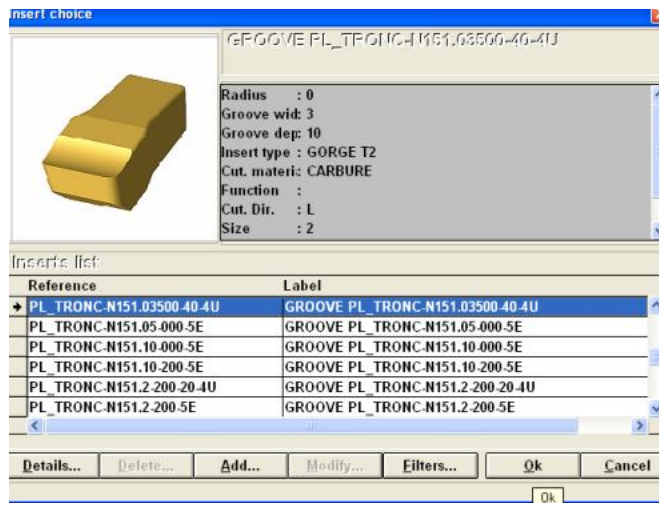 Insert choice
GROOVE PL_TRONC-N151.03500-40-4U
Radius : 0
Groove wid: 3
Groove dep: 10
Insert type : GORGE T2
Cut. materi.: CARBURE
Function :
Cut. Dir. : L
Size : 2
Inserts list
Reference Label
PL_TRONC-N151.03500-40-4U GROOVE PL_TRONC-N151.03500-40-4U
PL_TRONC-N151.05-000-5E GROOVE PL_TRONC-N151.05-000-5E
PL_TRONC-N151.10-000-5E GROOVE PL_TRONC-N151.10-000-5E
PL_TRONC-N151.10-200-5E GROOVE PL_TRONC-N151.10-200-5E
PL_TRONC-N151.2-200-20-4U GROOVE PL_TRONC-N151.2-200-20-4U
PL_TRONC-N151.2-200-5E GROOVE PL_TRONC-N151.2-200-5E
Details... Delete... Add... Modify... Filters... Ok Cancel
Ok